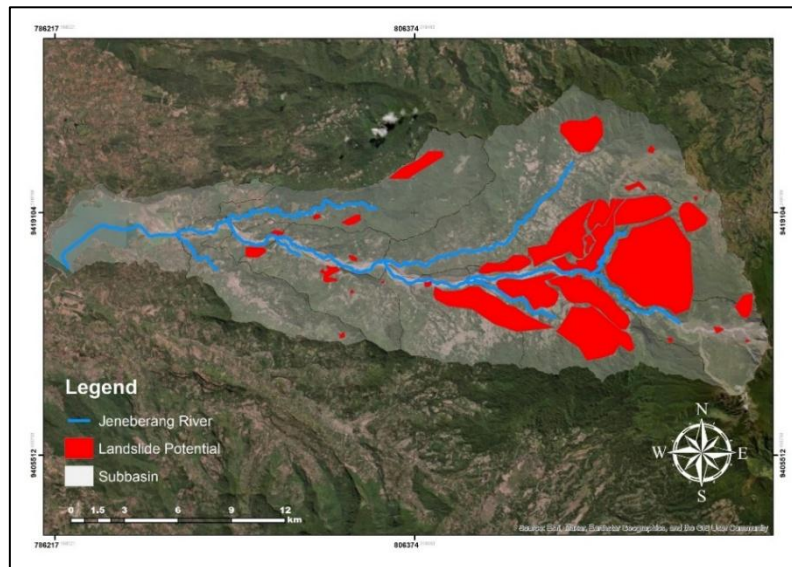 786217
806374
9419104
9419104
Legend
Jeneberang River
Landslide Potential
Subbasin
N
W E
S
9405512
9405512
0 1.5 3 6 9 12
km
Source: Esri, Maxar, Earthstar Geographics, and the GIS User Community
786217
806374